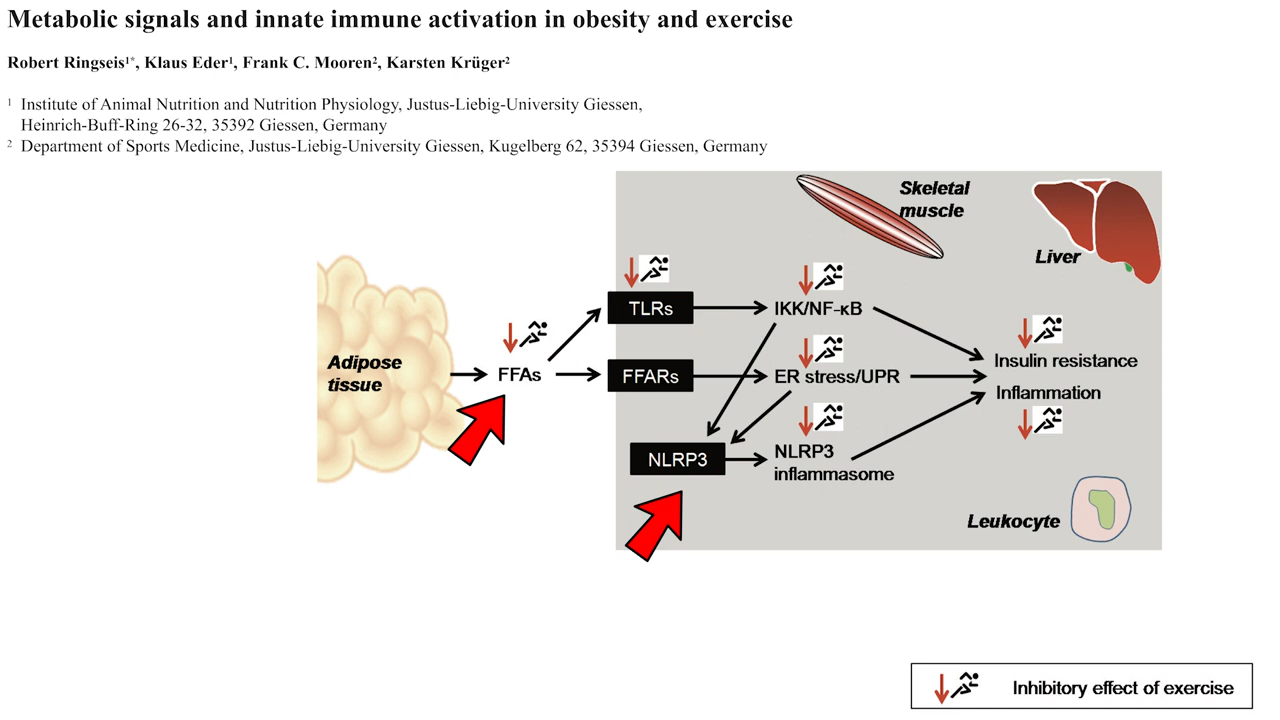 Metabolic signals and innate immune activation in obesity and exercise
Robert Ringseis¹*, Klaus Eder¹, Frank C. Mooren², Karsten Krüger²
¹ Institute of Animal Nutrition and Nutrition Physiology, Justus-Liebig-University Giessen,
Heinrich-Buff-Ring 26-32, 35392 Giessen, Germany
² Department of Sports Medicine, Justus-Liebig-University Giessen, Kugelberg 62, 35394 Giessen, Germany
Skeletal
muscle
Liver
Adipose
tissue
FFAs
TLRs
IKK/NF-κB
FFARs
ER stress/UPR
NLRP3
NLRP3
inflammasome
Insulin resistance
Inflammation
Leukocyte
Inhibitory effect of exercise